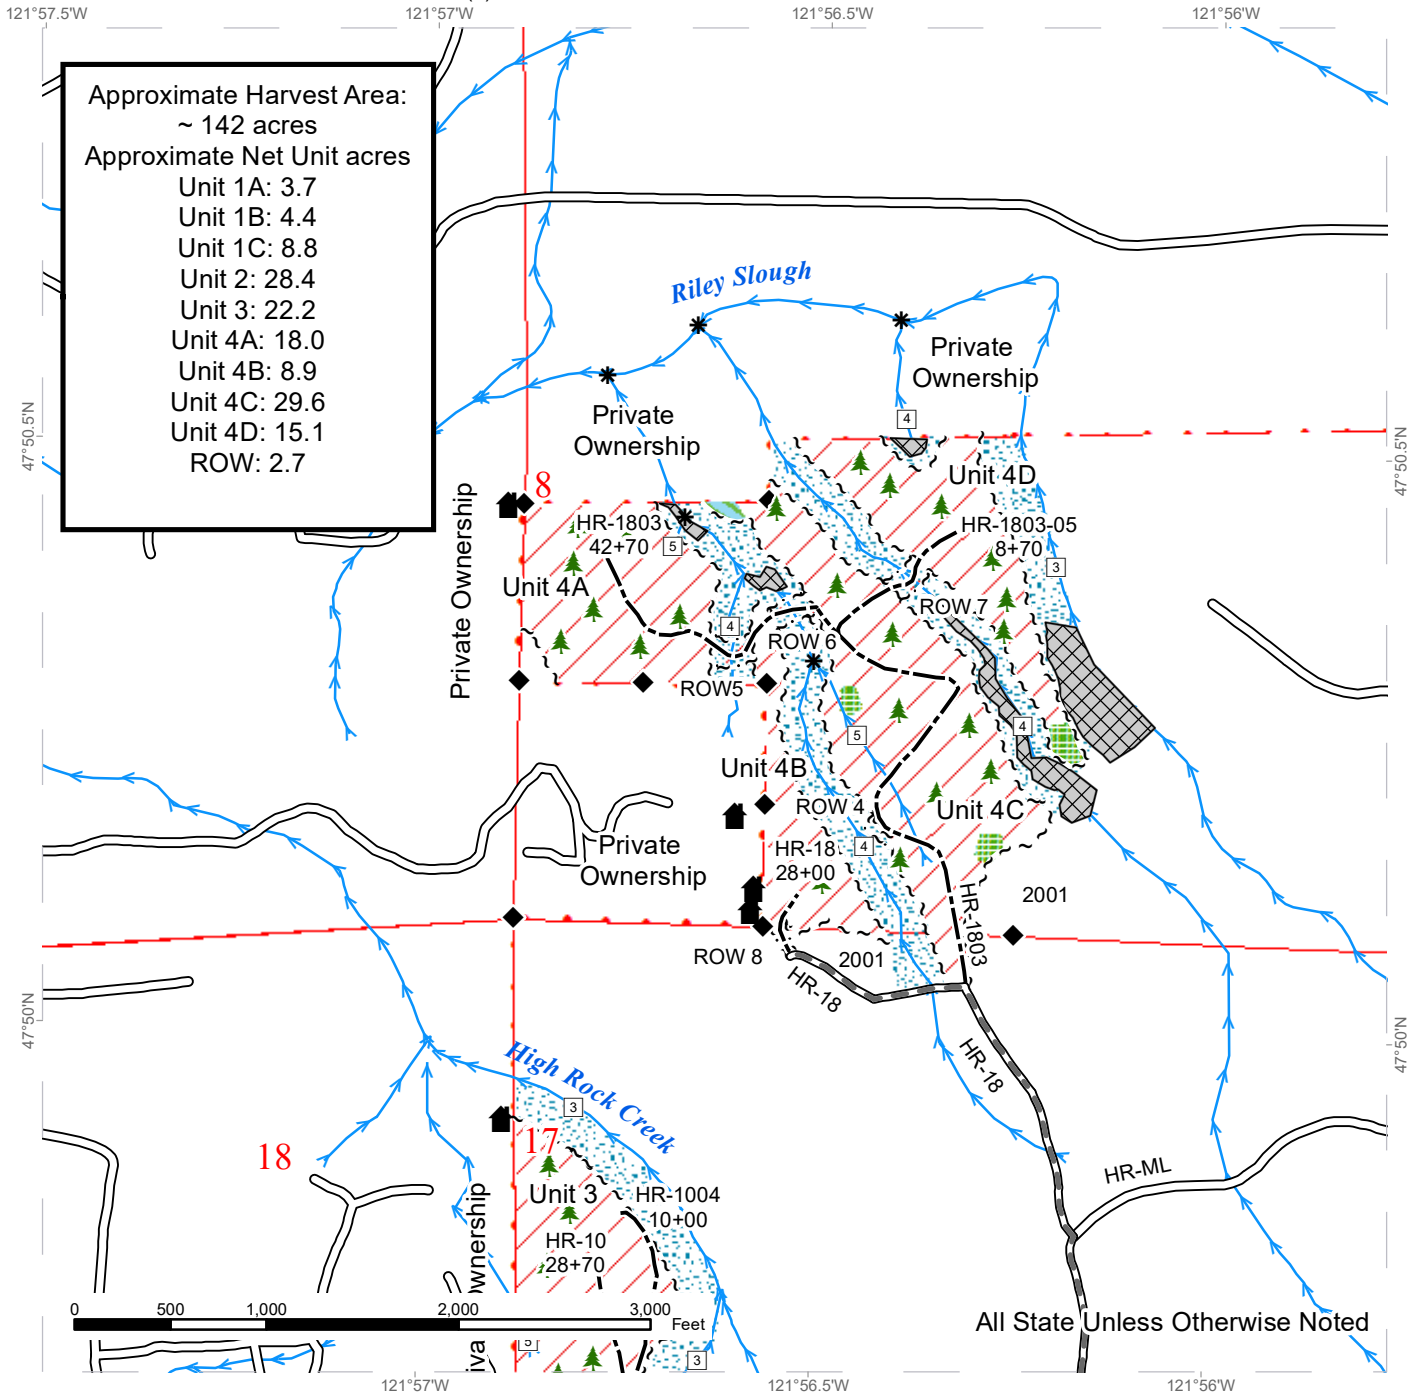 121°57.5'W
121°57'W
121°56.5'W
121°56'W
Approximate Harvest Area:
~ 142 acres
Approximate Net Unit acres
Unit 1A: 3.7
Unit 1B: 4.4
Unit 1C: 8.8
Unit 2: 28.4
Unit 3: 22.2
Unit 4A: 18.0
Unit 4B: 8.9
Unit 4C: 29.6
Unit 4D: 15.1
ROW: 2.7
Riley Slough
Private
Ownership
Private
Ownership
4
47°50.5'N
47°50.5'N
8
Unit 4D
Private Ownership
HR-1803
42+70
5
HR-1803-05
8+70
3
Unit 4A
ROW 7
4
ROW 6
ROW5
4
5
Unit 4B
ROW 4
Unit 4C
Private
Ownership
HR-18
28+00
4
2001
HR-1803
ROW 8
2001
HR-18
47°50'N
47°50'N
HR-18
High Rock Creek
3
17
18
HR-ML
Unit 3
HR-1004
10+00
HR-10
28+70
Ownership
iva
0
500
1,000
2,000
3,000
Feet
All State Unless Otherwise Noted
5
3
121°57'W
121°56.5'W
121°56'W